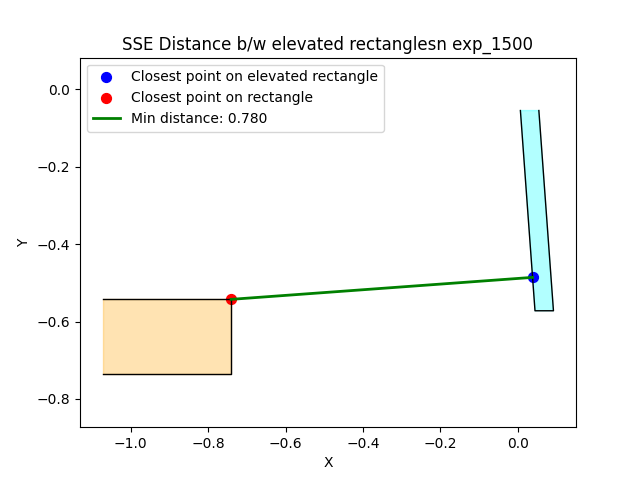 SSE Distance b/w elevated rectanglesn exp_1500
Closest point on elevated rectangle
Closest point on rectangle
Min distance: 0.780
0.0
−0.2
−0.4
−0.6
−0.8
Y
−1.0
−0.8
−0.6
−0.4
−0.2
0.0
X